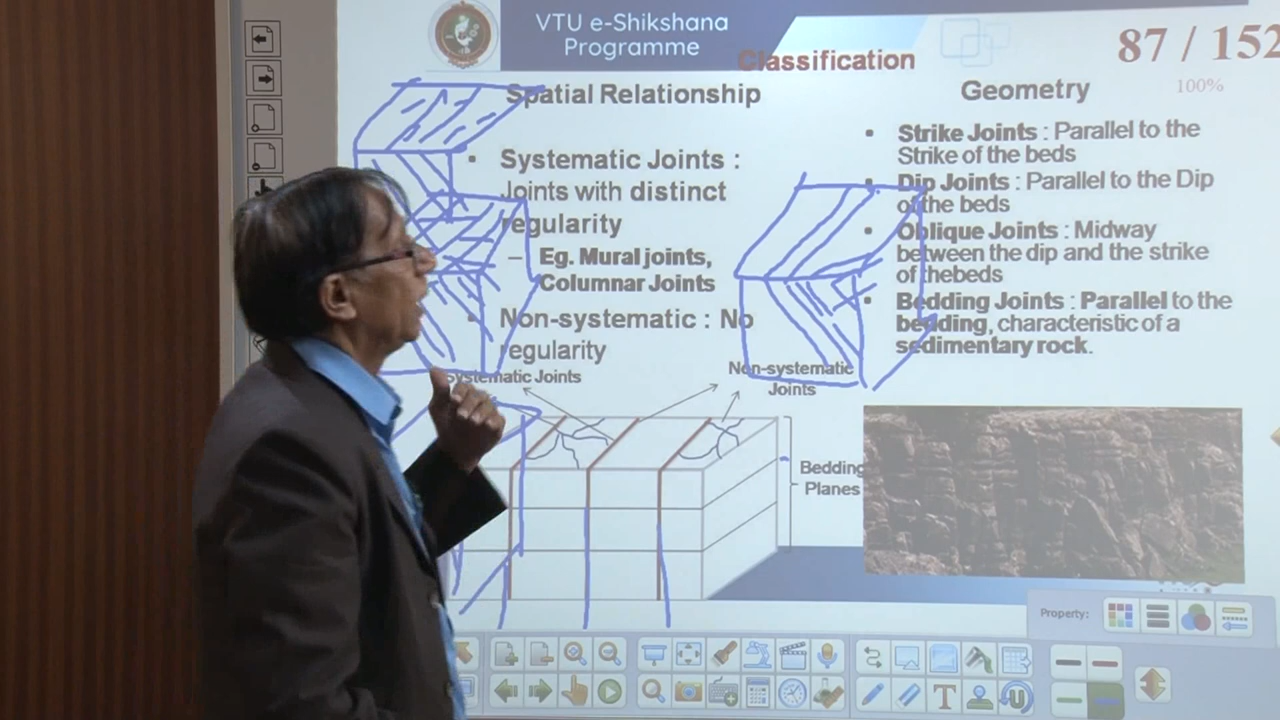 VTU e-Shikshana
Programme
87 / 152
100%
Classification
Spatial Relationship
• Systematic Joints :
Joints with distinct
regularity
– Eg. Mural joints,
Columnar Joints
• Non-systematic : No
regularity
Geometry
• Strike Joints : Parallel to the
Strike of the beds
• Dip Joints : Parallel to the Dip
of the beds
• Oblique Joints : Midway
between the dip and the strike
of thebeds
• Bedding Joints : Parallel to the
bedding, characteristic of a
sedimentary rock.
Systematic Joints
Non-systematic
Joints
Bedding
Planes
Property: